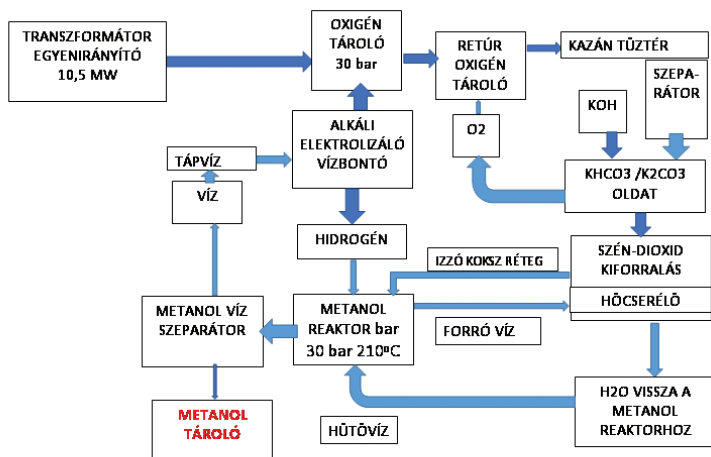 TRANSZFORMÁTOR
EGYENIRÁNYÍTÓ
10,5 MW
OXIGÉN
TÁROLÓ
30 bar
RETÚR
OXIGÉN
TÁROLÓ
KAZÁN TÜZTÉR
SZEPA-
RÁTOR
KOH
O2
ALKÁLI
ELEKTROLIZÁLÓ
VÍZBONTÓ
TÁPVÍZ
VÍZ
KHCO3 /K2CO3
OLDAT
HIDROGÉN
IZZÓ KOKSZ RÉTEG
SZÉN-DIOXID
KIFORRALÁS
HŐCSERÉLŐ
METANOL VÍZ
SZEPARÁTOR
METANOL
REAKTOR bar
30 bar 210ºC
FORRÓ VÍZ
METANOL
TÁROLÓ
HŰTŐVÍZ
H2O VISSZA A
METANOL
REAKTORHOZ